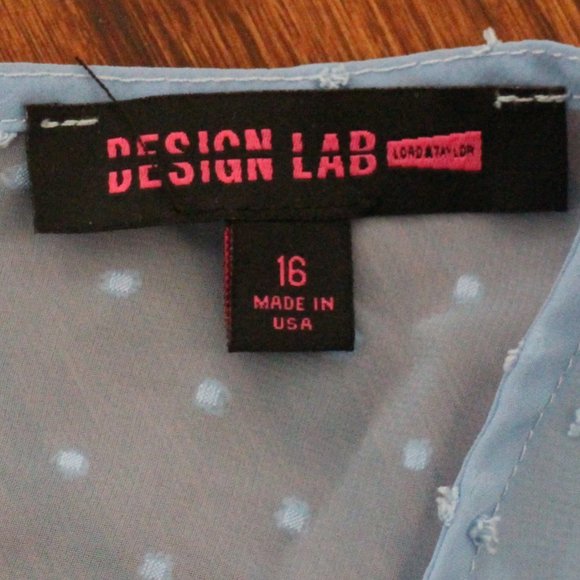 DESIGN LAB LORD & TAYLOR
16
MADE IN
USA